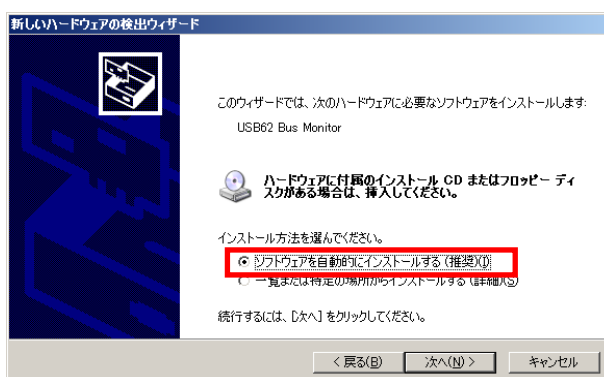 新しいハードウェアの検出ウィザード
このウィザードでは、次のハードウェアに必要なソフトウェアをインストールします:
USB62 Bus Monitor
ハードウェアに付属のインストール CD またはフロッピー ディ
スクがある場合は、挿入してください。
インストール方法を選んでください。
ソフトウェアを自動的にインストールする (推奨)(I)
一覧または特定の場所からインストールする (詳細)(S)
続行するには、[次へ] をクリックしてください。
< 戻る(B)
次へ(N) >
キャンセル